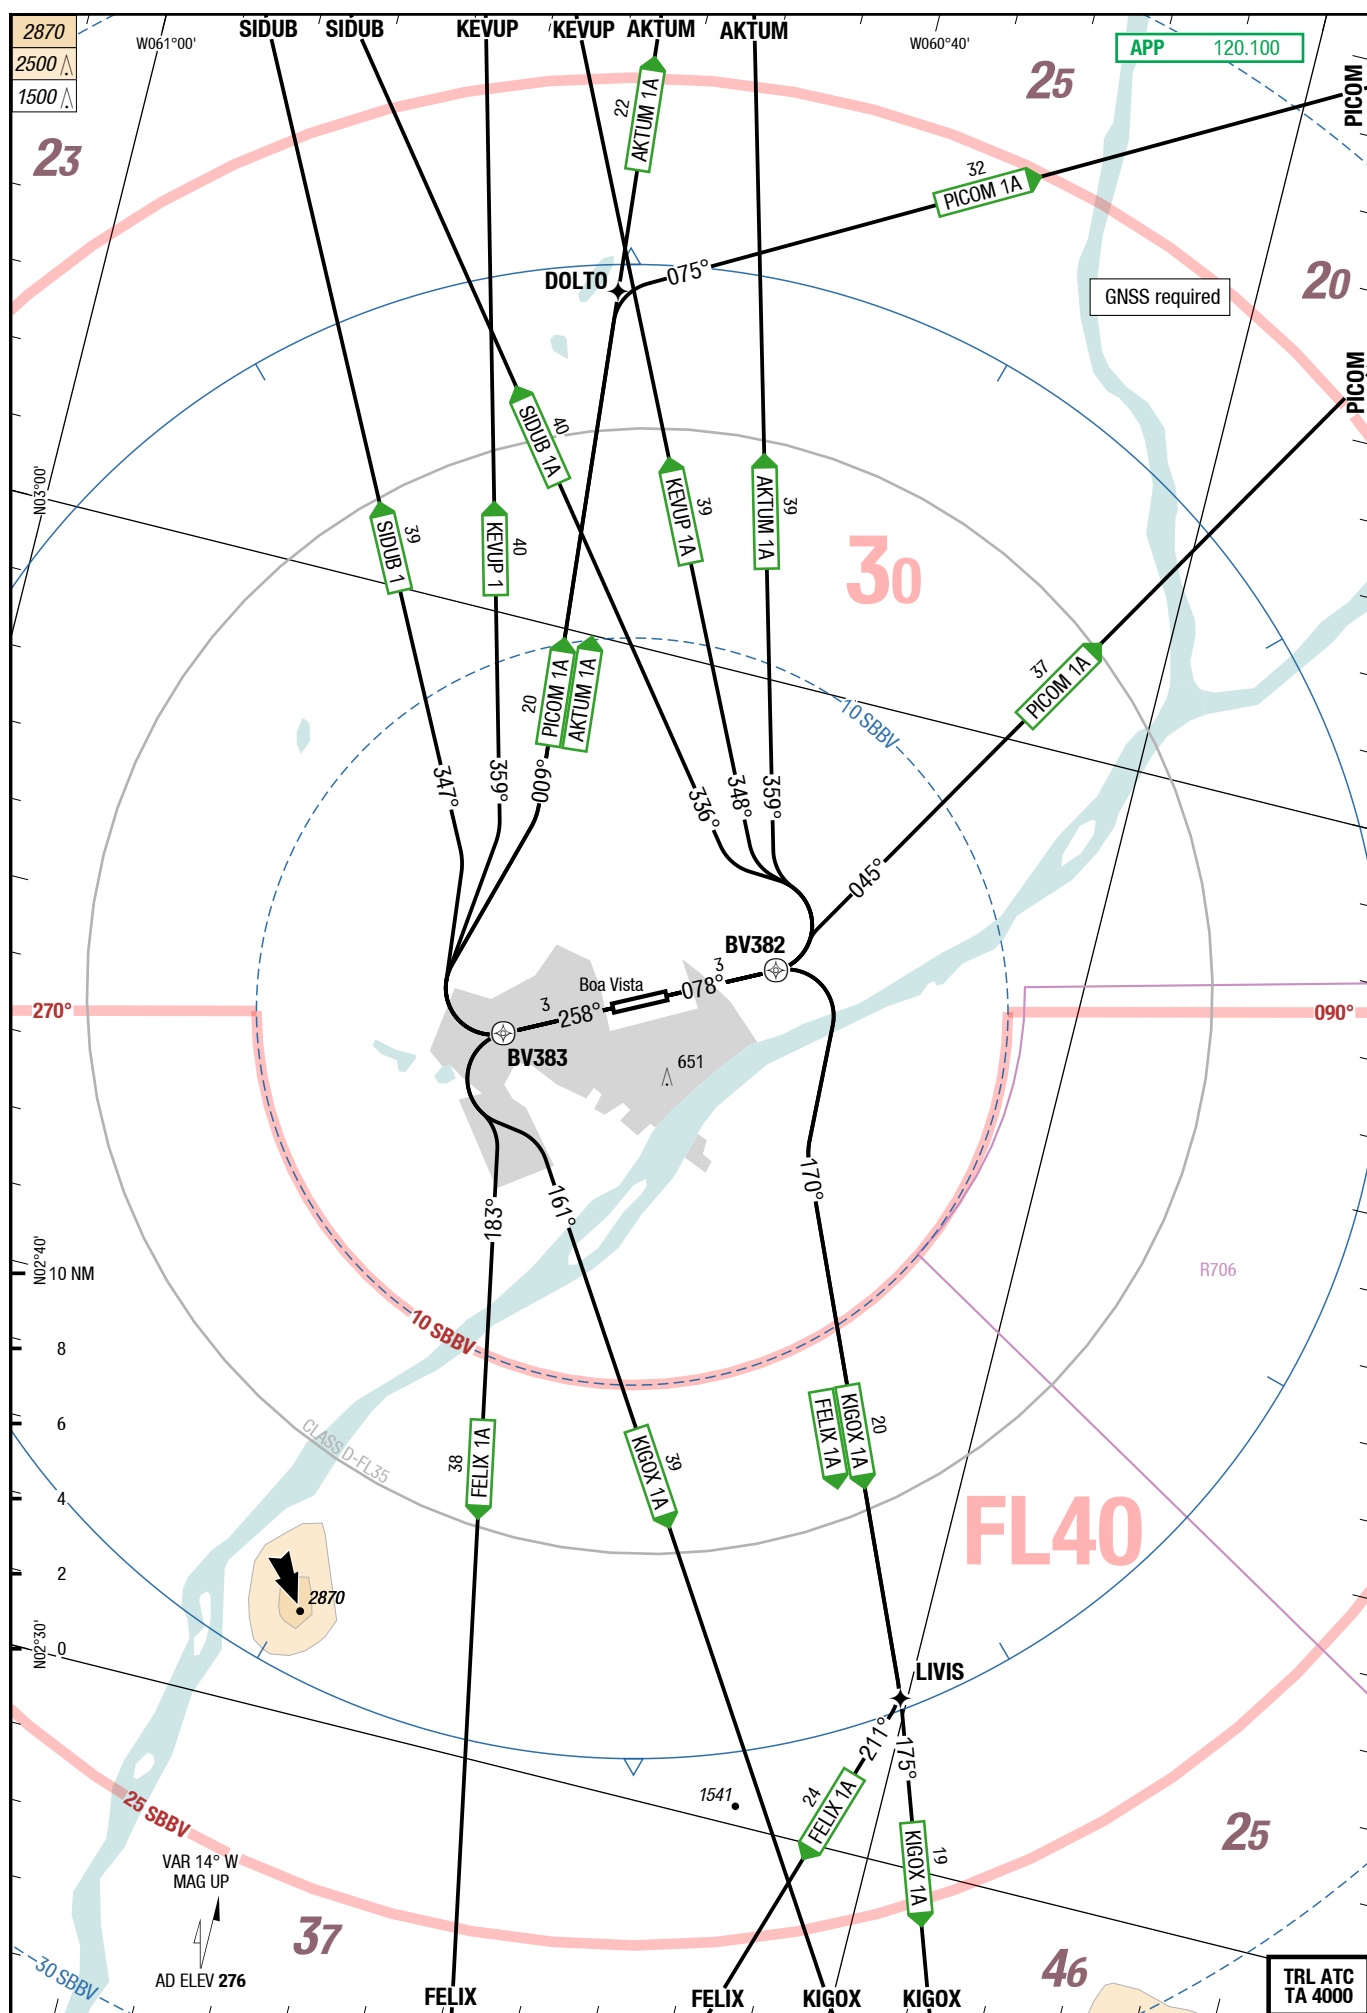 2870
2500
1500
W061°00'
SIDUB
SIDUB
KEVUP
KEVUP
AKTUM
AKTUM
W060°40'
APP 120.100
25
PICOM
23
22
AKTUM 1A
32
PICOM 1A
DOLTO
075°
GNSS required
20
PICOM
N03°00'
SIDUB 1A
40
SIDUB 1
39
KEVUP 1
40
KEVUP 1A
39
AKTUM 1A
39
30
20
PICOM 1A
AKTUM 1A
37
PICOM 1A
10 SBBV
347°
359°
009°
336°
348°
359°
045°
BV382
3
078°
Boa Vista
3
258°
BV383
270°
090°
651
183°
161°
170°
R706
N02°40'
10 NM
8
6
4
2
0
N02°30'
10 SBBV
CLASS D-FL35
38
FELIX 1A
KIGOX 1A
39
FELIX 1A
KIGOX 1A
20
FL40
2870
LIVIS
211°
175°
1541
24
FELIX 1A
KIGOX 1A
19
25 SBBV
25
VAR 14° W
MAG UP
37
AD ELEV 276
30 SBBV
46
FELIX
FELIX
KIGOX
KIGOX
TRL ATC
TA 4000